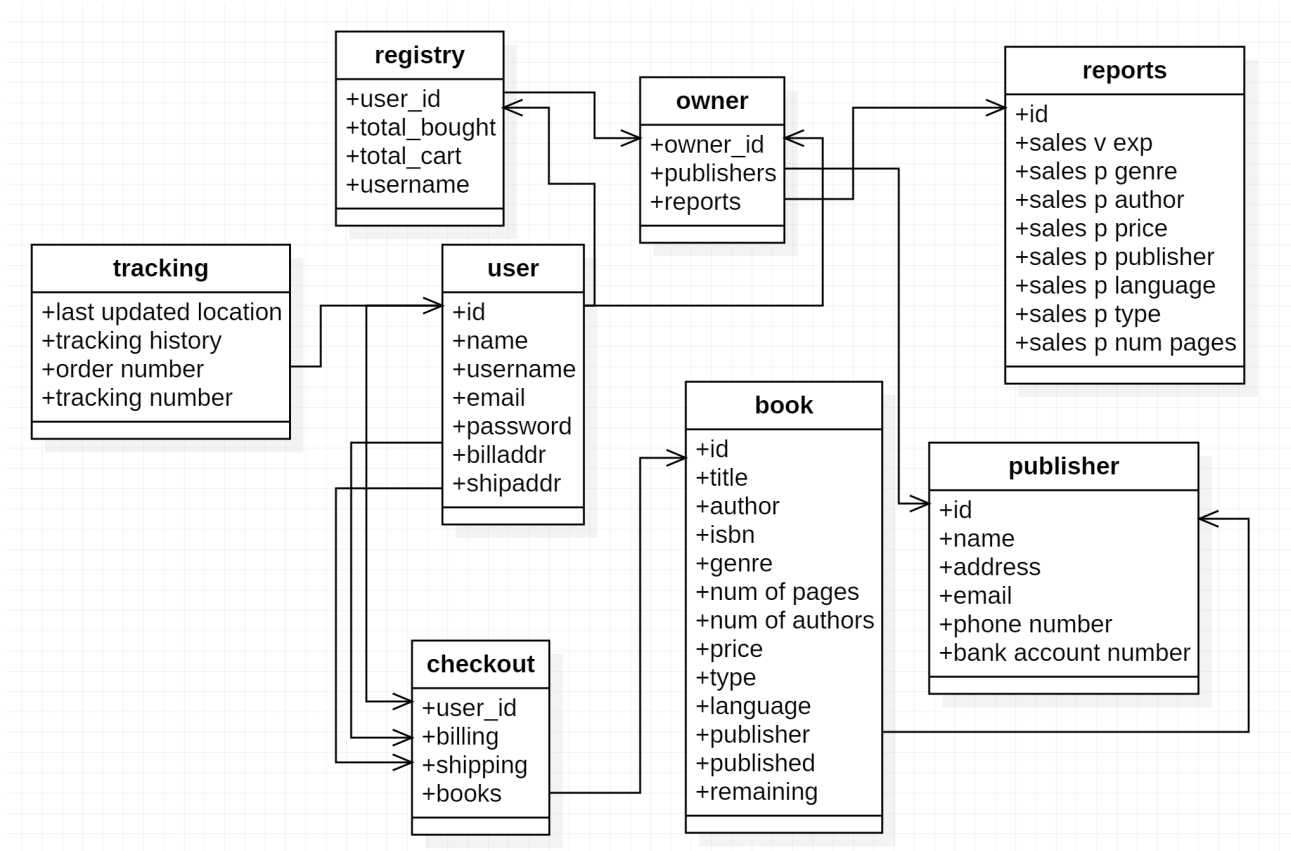 registry
+user_id
+total_bought
+total_cart
+username
owner
+owner_id
+publishers
+reports
reports
+id
+sales v exp
+sales p genre
+sales p author
+sales p price
+sales p publisher
+sales p language
+sales p type
+sales p num pages
tracking
+last updated location
+tracking history
+order number
+tracking number
user
+id
+name
+username
+email
+password
+billaddr
+shipaddr
book
+id
+title
+author
+isbn
+genre
+num of pages
+num of authors
+price
+type
+language
+publisher
+published
+remaining
publisher
+id
+name
+address
+email
+phone number
+bank account number
checkout
+user_id
+billing
+shipping
+books